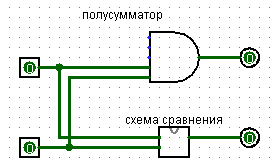 полусумматор
схема сравнения